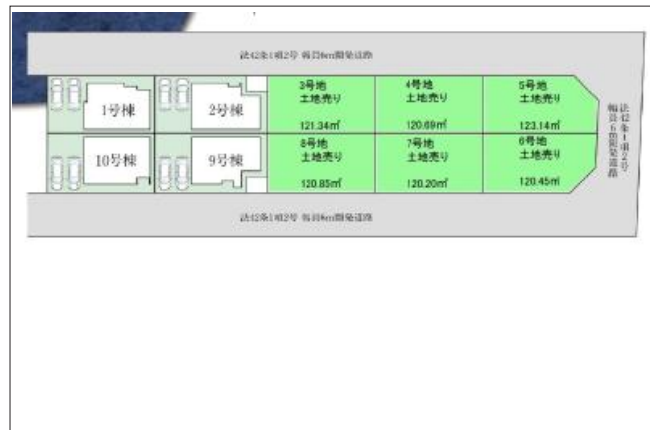 法42条1項2号 幅員6m開発道路
1号棟
2号棟
3号地
土地売り
121.34㎡
4号地
土地売り
120.69㎡
5号地
土地売り
123.14㎡
法42条1項2号
幅員6m開発道路
10号棟
9号棟
8号地
土地売り
120.85㎡
7号地
土地売り
120.20㎡
6号地
土地売り
120.45㎡
法42条1項2号 幅員6m開発道路